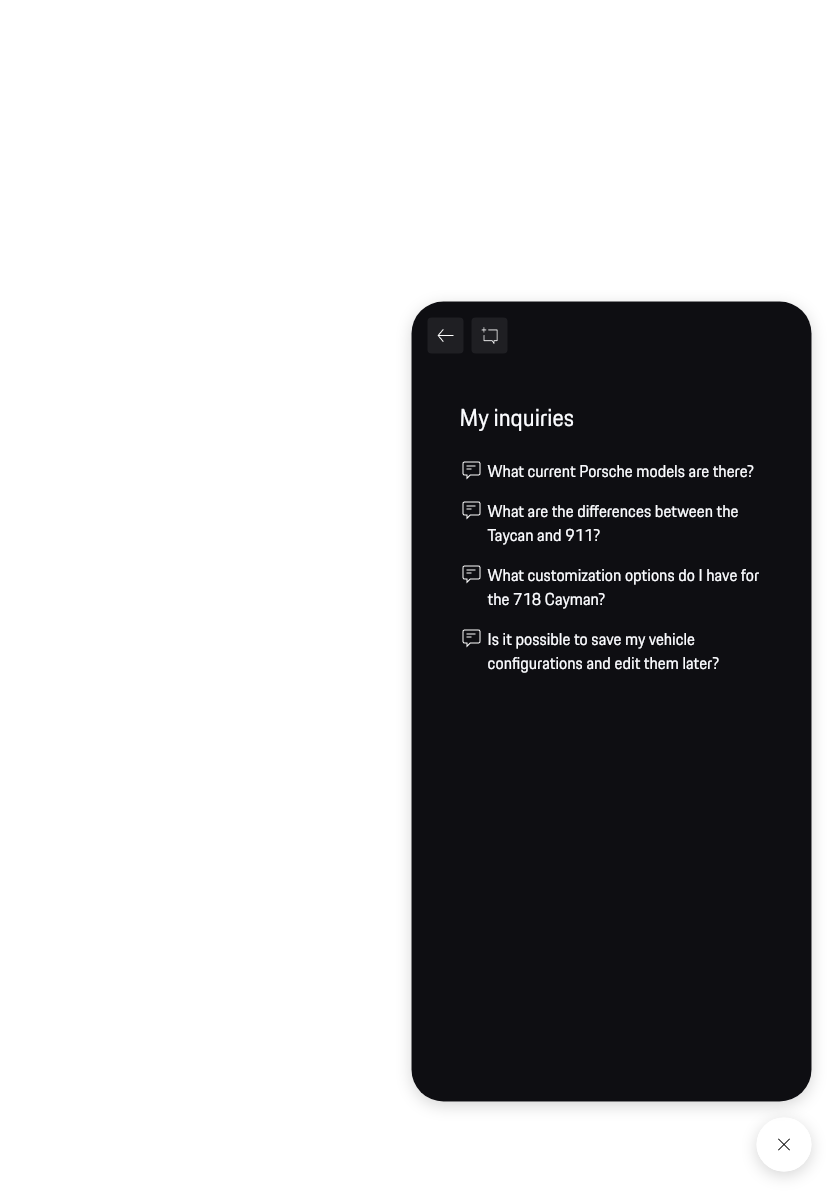 My inquiries
What current Porsche models are there?
What are the differences between the
Taycan and 911?
What customization options do I have for
the 718 Cayman?
Is it possible to save my vehicle
configurations and edit them later?